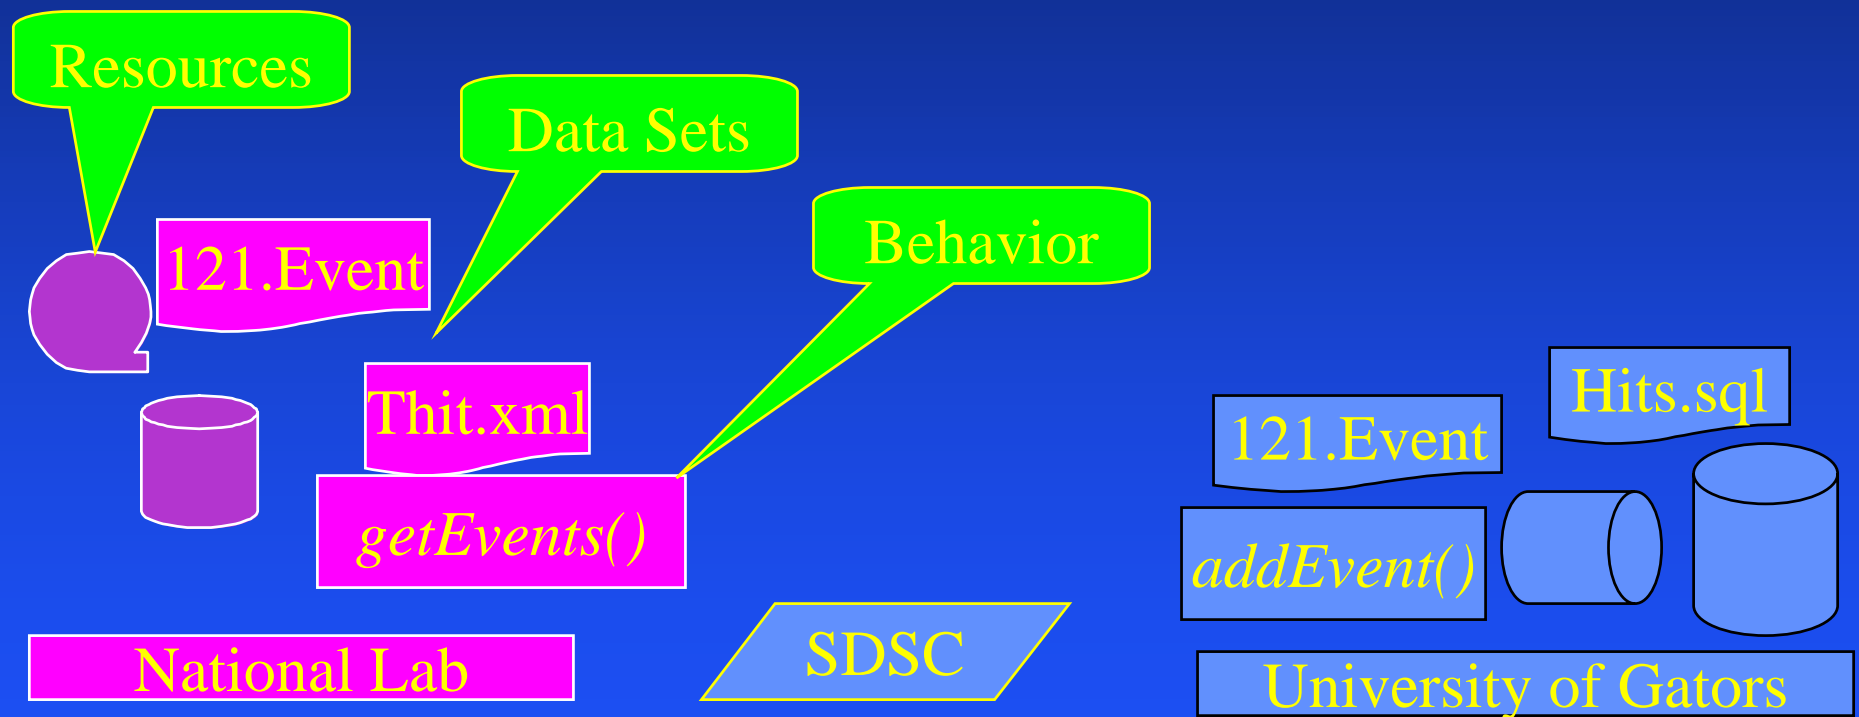 Resources
Data Sets
Behavior
121.Event
Thit.xml
getEvents()
Hits.sql
121.Event
addEvent()
National Lab
SDSC
University of Gators